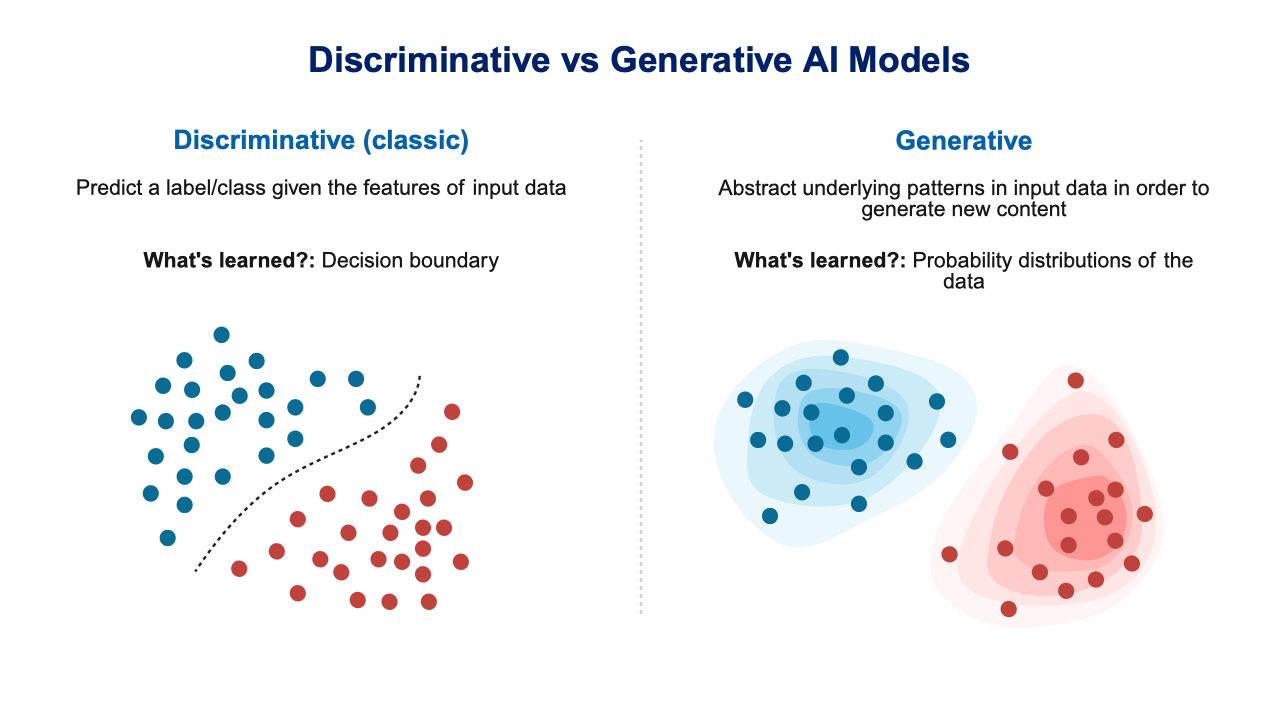 Discriminative vs Generative AI Models
Discriminative (classic)
Predict a label/class given the features of input data
What's learned?: Decision boundary
Generative
Abstract underlying patterns in input data in order to
generate new content
What's learned?: Probability distributions of the
data